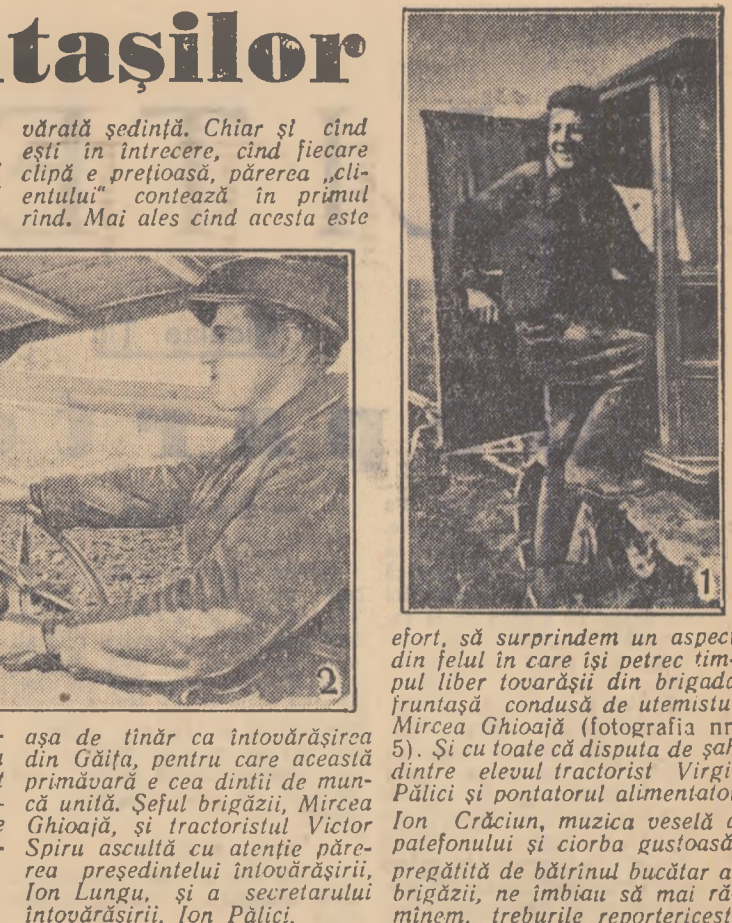 tașilor
vărată ședință. Chiar și cînd
ești în întrecere, cînd fiecare
clipă e prețioasă, părerea „cli-
entului" contează în primul
rînd. Mai ales cînd acesta este
2
așa de tînăr ca întovărășirea
din Găița, pentru care această
primăvară e cea dintîi de mun-
că unită. Șeful brigăzii, Mircea
Ghioajă, și tractoristul Victor
Spiru ascultă cu atenție păre-
rea președintelui întovărășirii,
Ion Lungu, și a secretarului
întovărășirii, Ion Pălici.
1
efort, să surprindem un aspect
din felul în care își petrec tim-
pul liber tovarășii din brigada
fruntașă condusă de utemistul
Mircea Ghioajă (fotografia nr.
5). Și cu toate că disputa de șah
dintre elevul tractorist Virgil
Pălici și pontatorul alimentator
Ion Crăciun, muzica veselă a
patefonului și ciorba gustoasă,
pregătită de bătrînul bucătar al
brigăzii, ne îmbiau să mai ră-
mînem, treburile reportericești